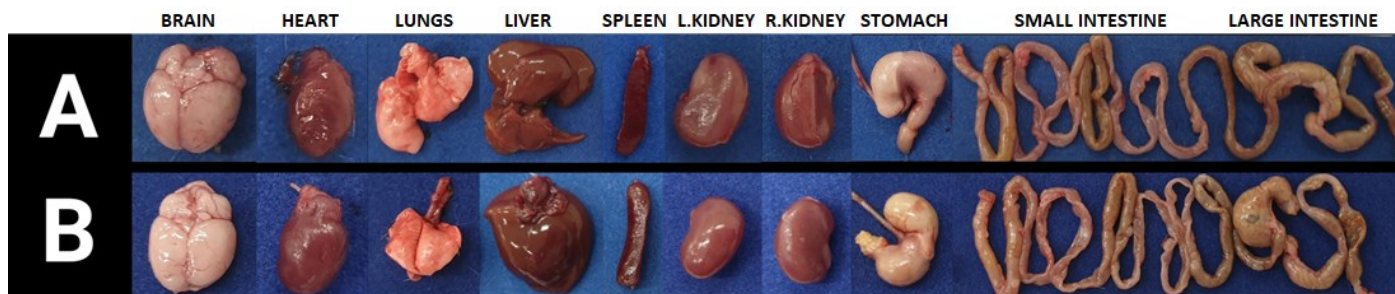 BRAIN HEART LUNGS LIVER SPLEEN L.KIDNEY R.KIDNEY STOMACH SMALL INTESTINE LARGE INTESTINE
A
B